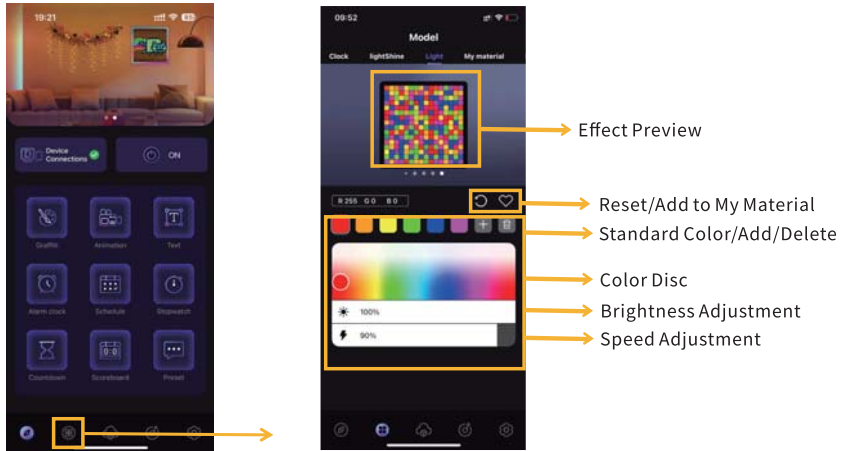 19:21
Device
Connections
ON
Graffiti
Animation
Text
Alarm clock
Schedule
Stopwatch
Countdown
Scoreboard
Preset
09:52
Model
Clock
lightShine
Light
My material
R 255 G 0 B 0
100%
90%
Effect Preview
Reset/Add to My Material
Standard Color/Add/Delete
Color Disc
Brightness Adjustment
Speed Adjustment